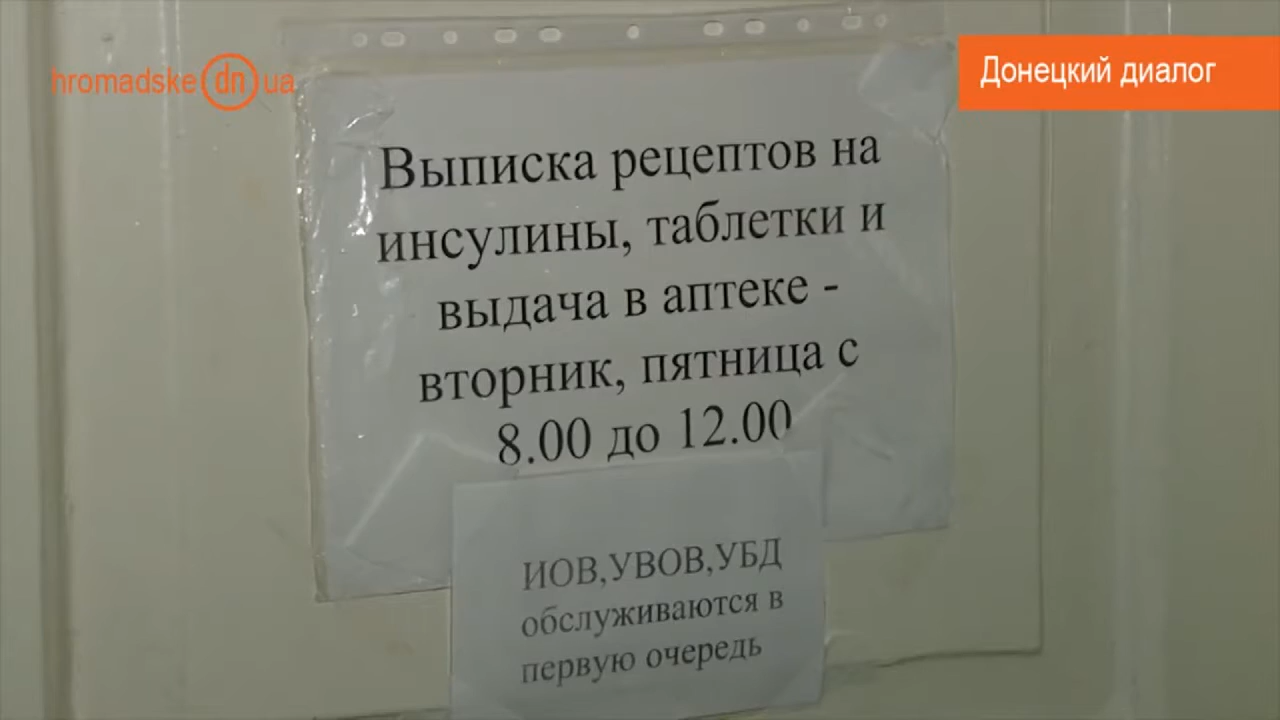 hromadske dn ua
Донецкий диалог
Выписка рецептов на
инсулины, таблетки и
выдача в аптеке -
вторник, пятница с
8.00 до 12.00
ИОВ,УВОВ,УБД
обслуживаются в
первую очередь